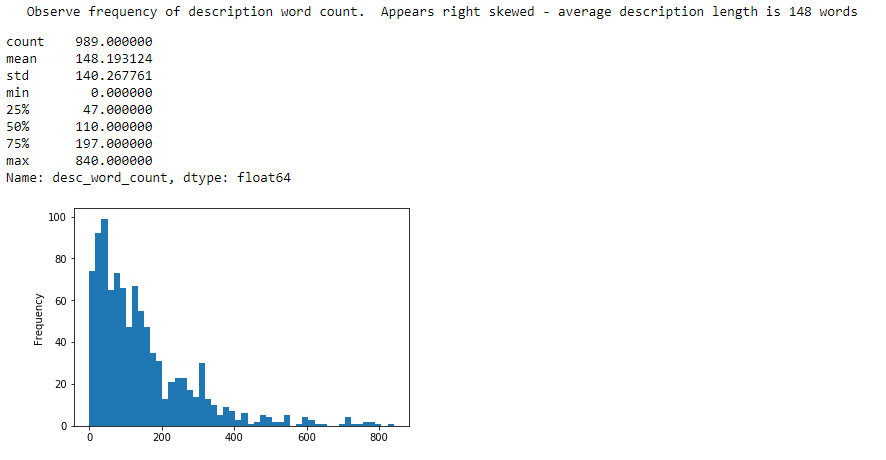 Observe frequency of description word count.  Appears right skewed - average description length is 148 words
count    989.000000
mean     148.193124
std      140.267761
min        0.000000
25%       47.000000
50%      110.000000
75%      197.000000
max      840.000000
Name: desc_word_count, dtype: float64
100
80
60
40
20
0
Frequency
0 200 400 600 800